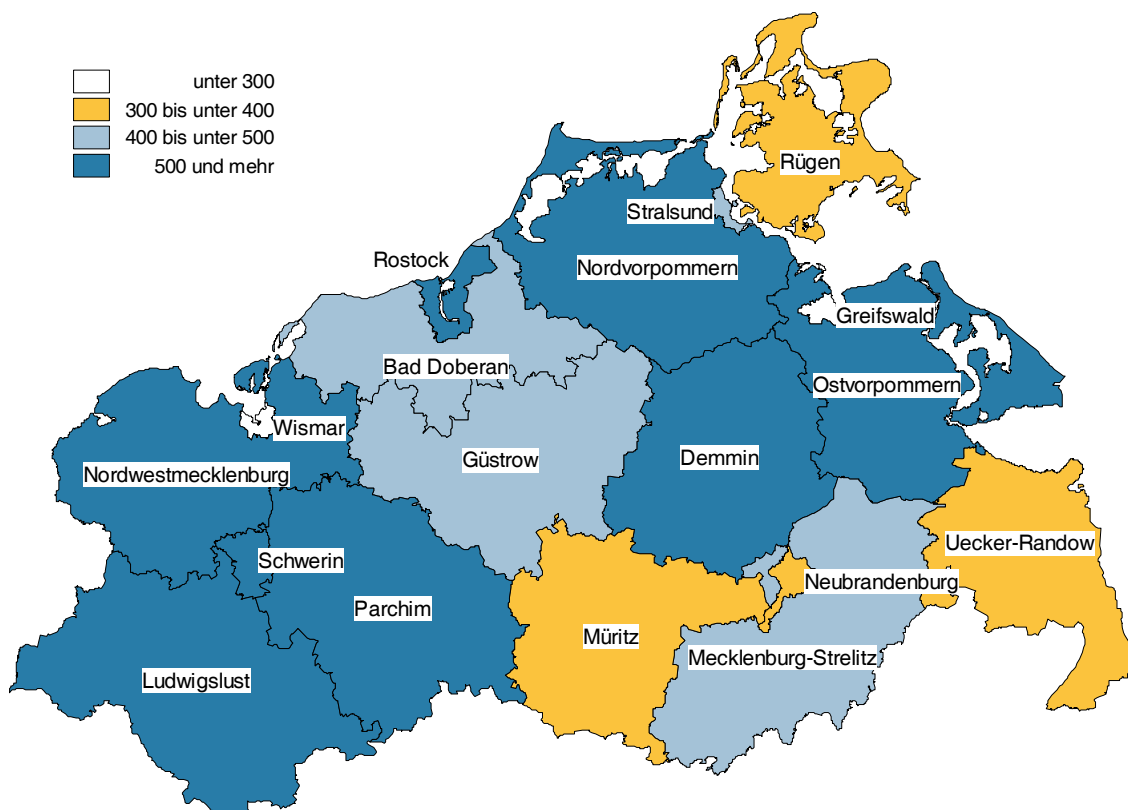 unter 300
300 bis unter 400
400 bis unter 500
500 und mehr
Rügen
Stralsund
Rostock
Nordvorpommern
Greifswald
Bad Doberan
Ostvorpommern
Wismar
Güstrow
Demmin
Nordwestmecklenburg
Uecker-Randow
Schwerin
Neubrandenburg
Parchim
Müritz
Mecklenburg-Strelitz
Ludwigslust